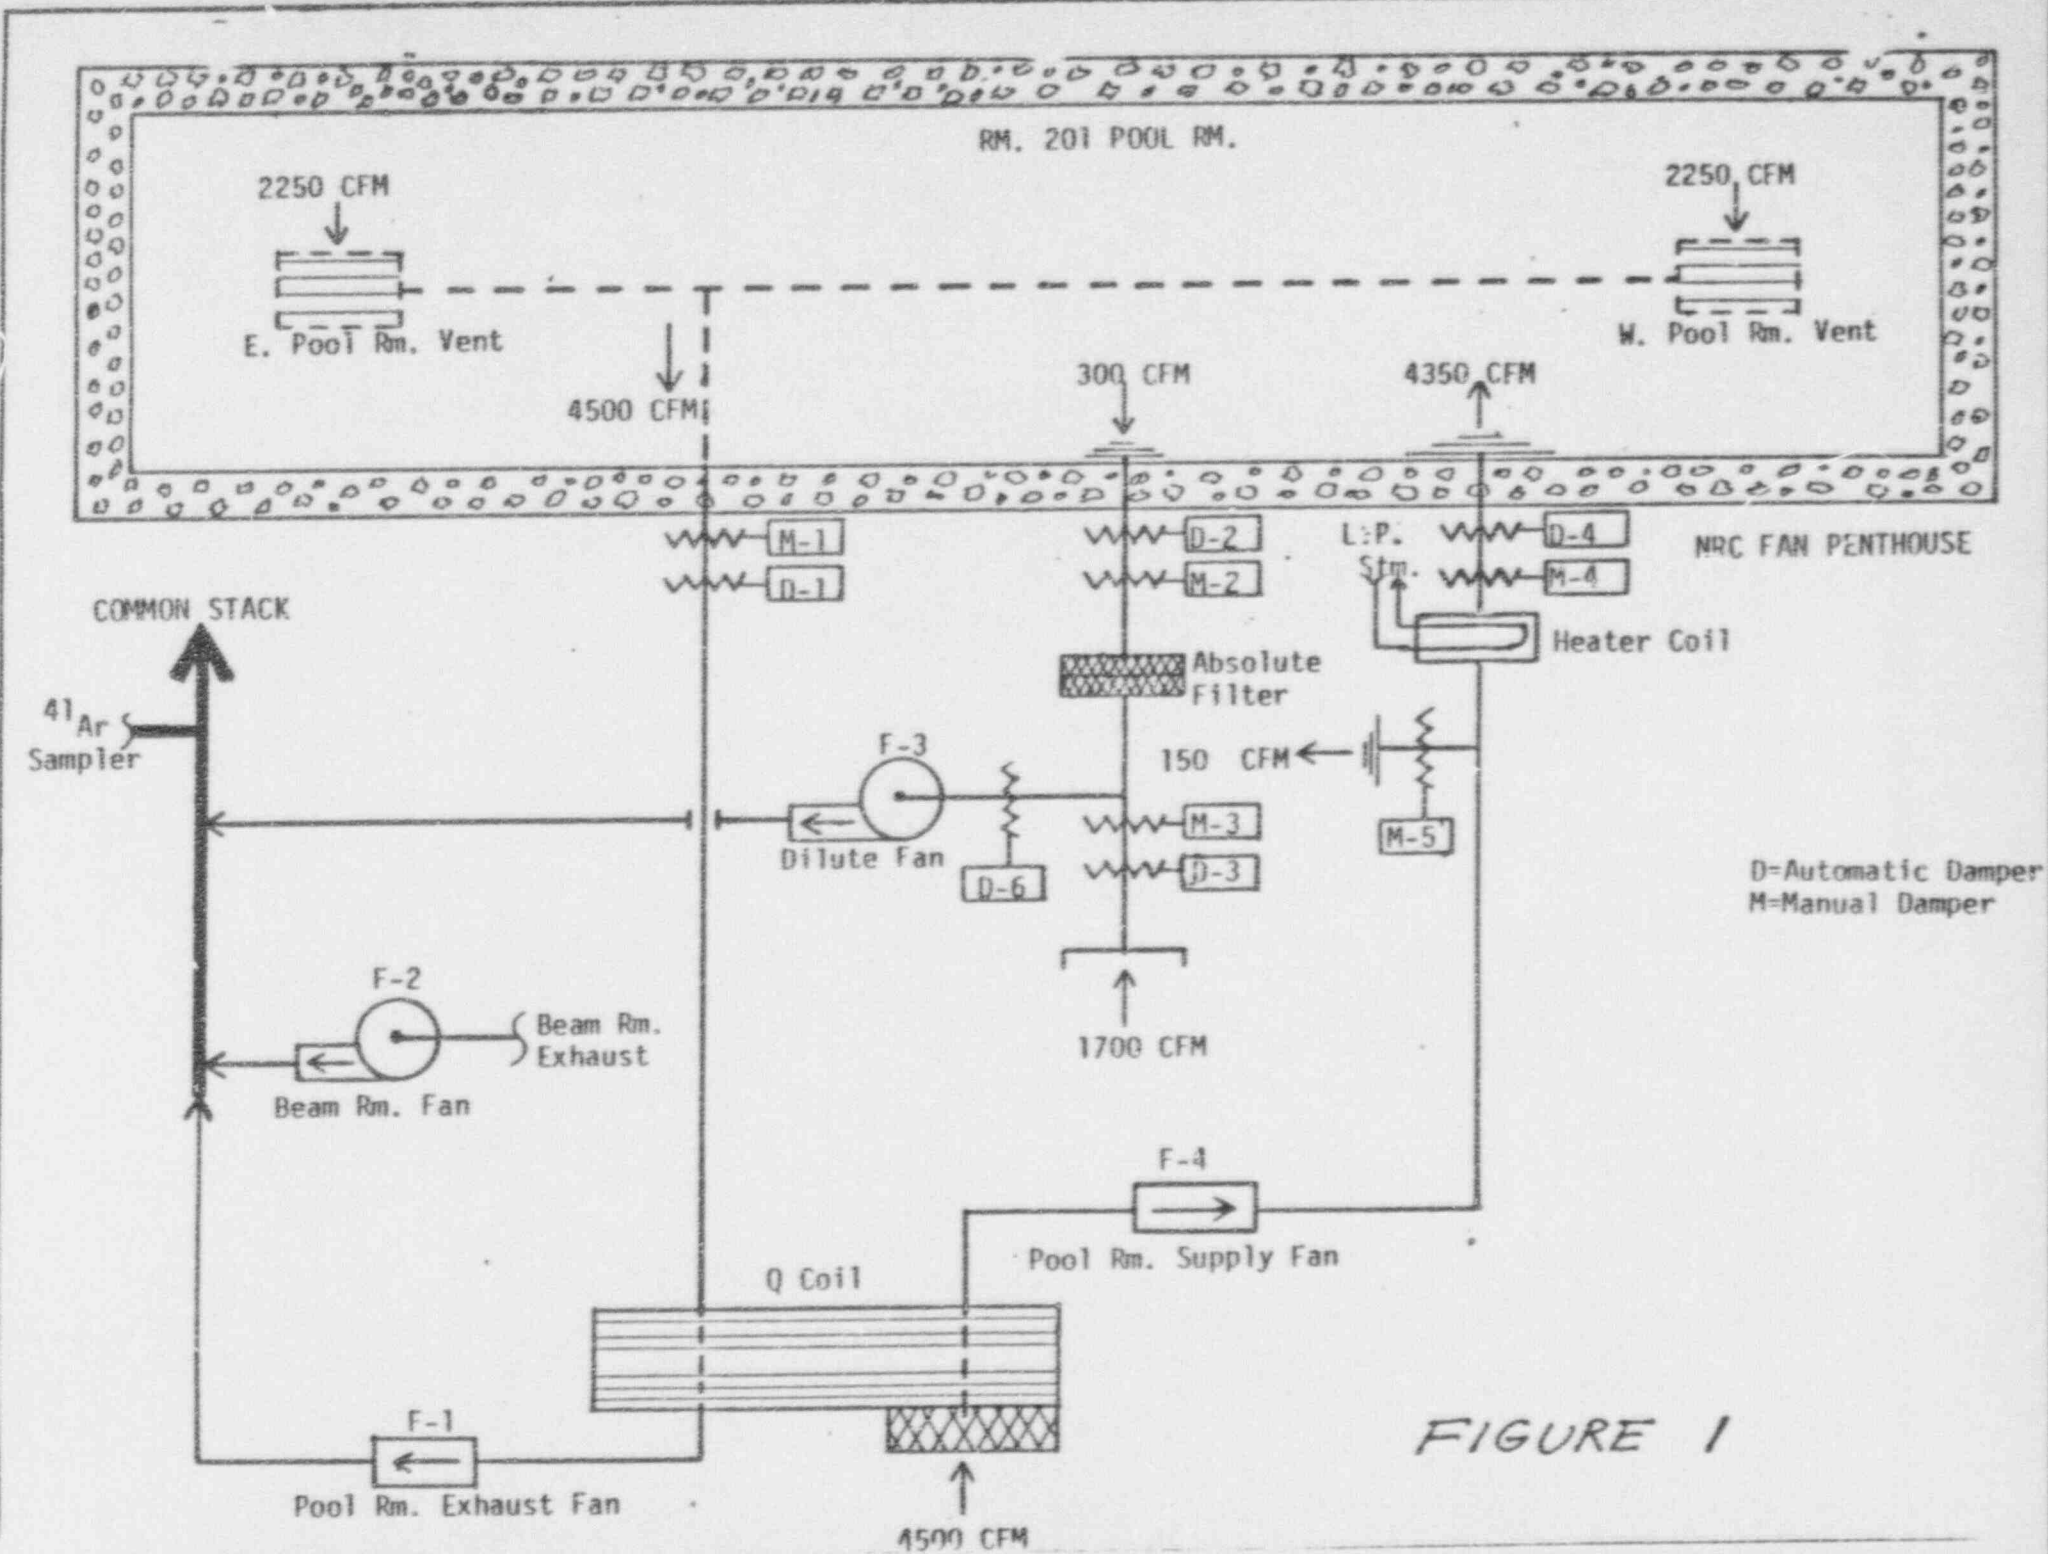 RM. 201 POOL RM.
2250 CFM
2250 CFM
E. Pool Rm. Vent
W. Pool Rm. Vent
4500 CFM
300 CFM
4350 CFM
M-1
D-1
D-2
M-2
L.P.
Stm.
D-4
M-4
NRC FAN PENTHOUSE
COMMON STACK
Heater Coil
Absolute
Filter
41Ar
Sampler
F-3
150 CFM
Dilute Fan
D-6
M-3
D-3
M-5
D=Automatic Damper
M=Manual Damper
F-2
Beam Rm.
Exhaust
Beam Rm. Fan
1700 CFM
F-4
Pool Rm. Supply Fan
Q Coil
F-1
Pool Rm. Exhaust Fan
4500 CFM
FIGURE 1